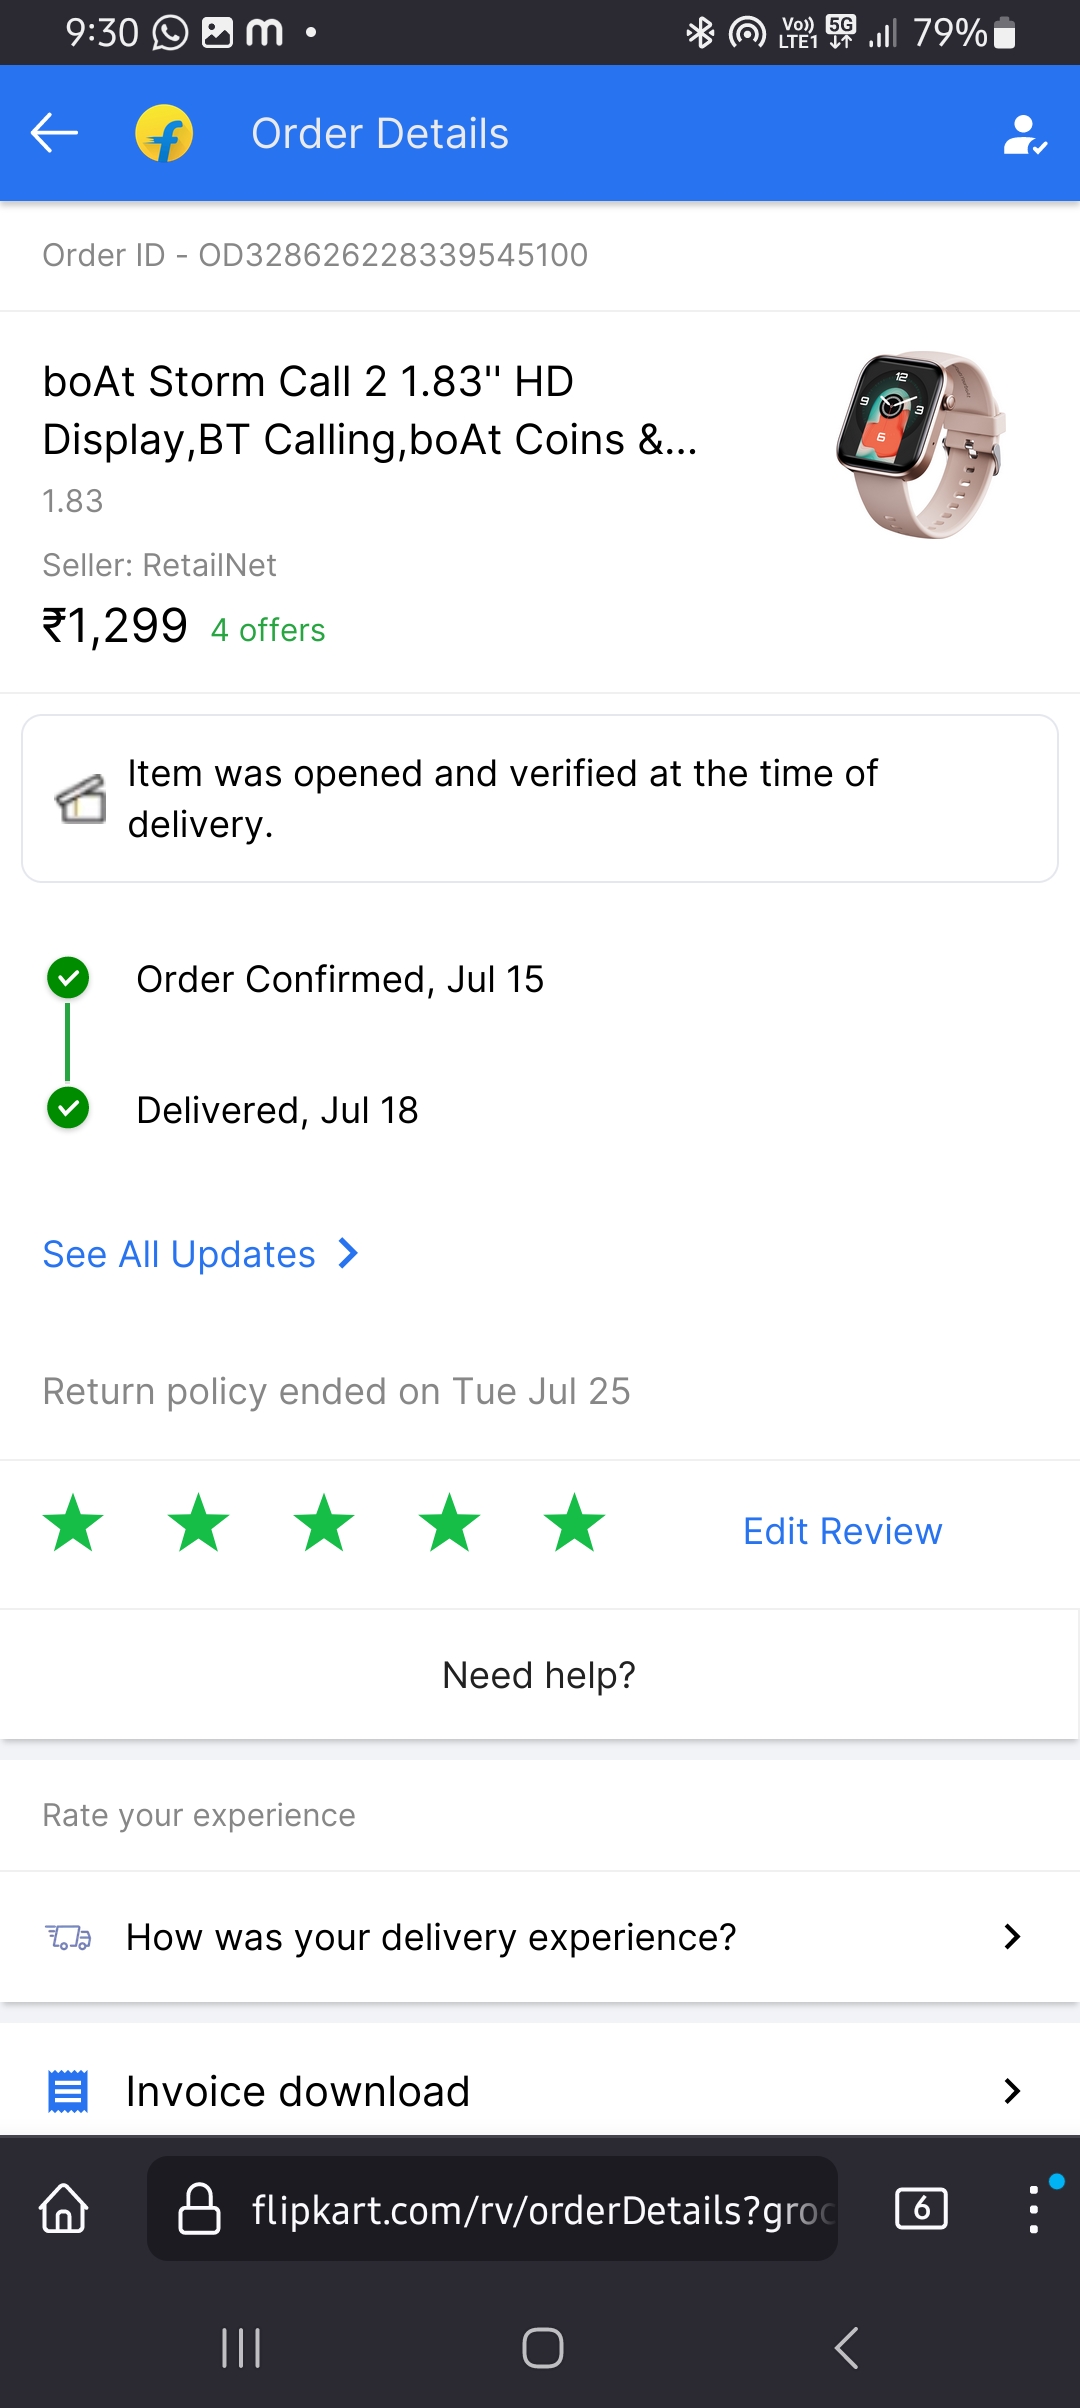 9:30
Vo)) LTE1 5G 79%
Order Details
Order ID - OD328626228339545100
boAt Storm Call 2 1.83'' HD
Display,BT Calling,boAt Coins &...
1.83
Seller: RetailNet
₹1,299 4 offers
12
9 3
6
Item was opened and verified at the time of
delivery.
Order Confirmed, Jul 15
Delivered, Jul 18
See All Updates
Return policy ended on Tue Jul 25
Edit Review
Need help?
Rate your experience
How was your delivery experience?
Invoice download
flipkart.com/rv/orderDetails?groc
6